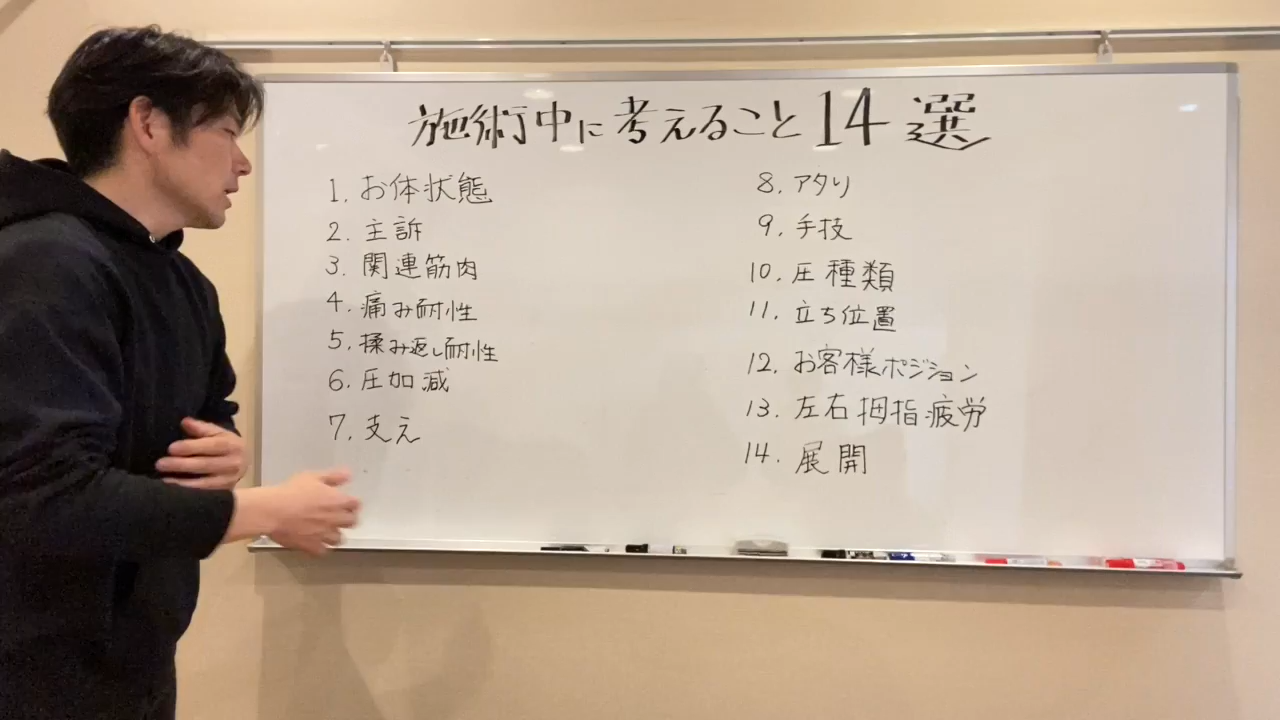 施術中に考えること14選
1. お体状態
2. 主訴
3. 関連筋肉
4. 痛み耐性
5. 揉み返し耐性
6. 圧加減
7. 支え
8. アタリ
9. 手技
10. 圧種類
11. 立ち位置
12. お客様ポジション
13. 左右拇指疲労
14. 展開